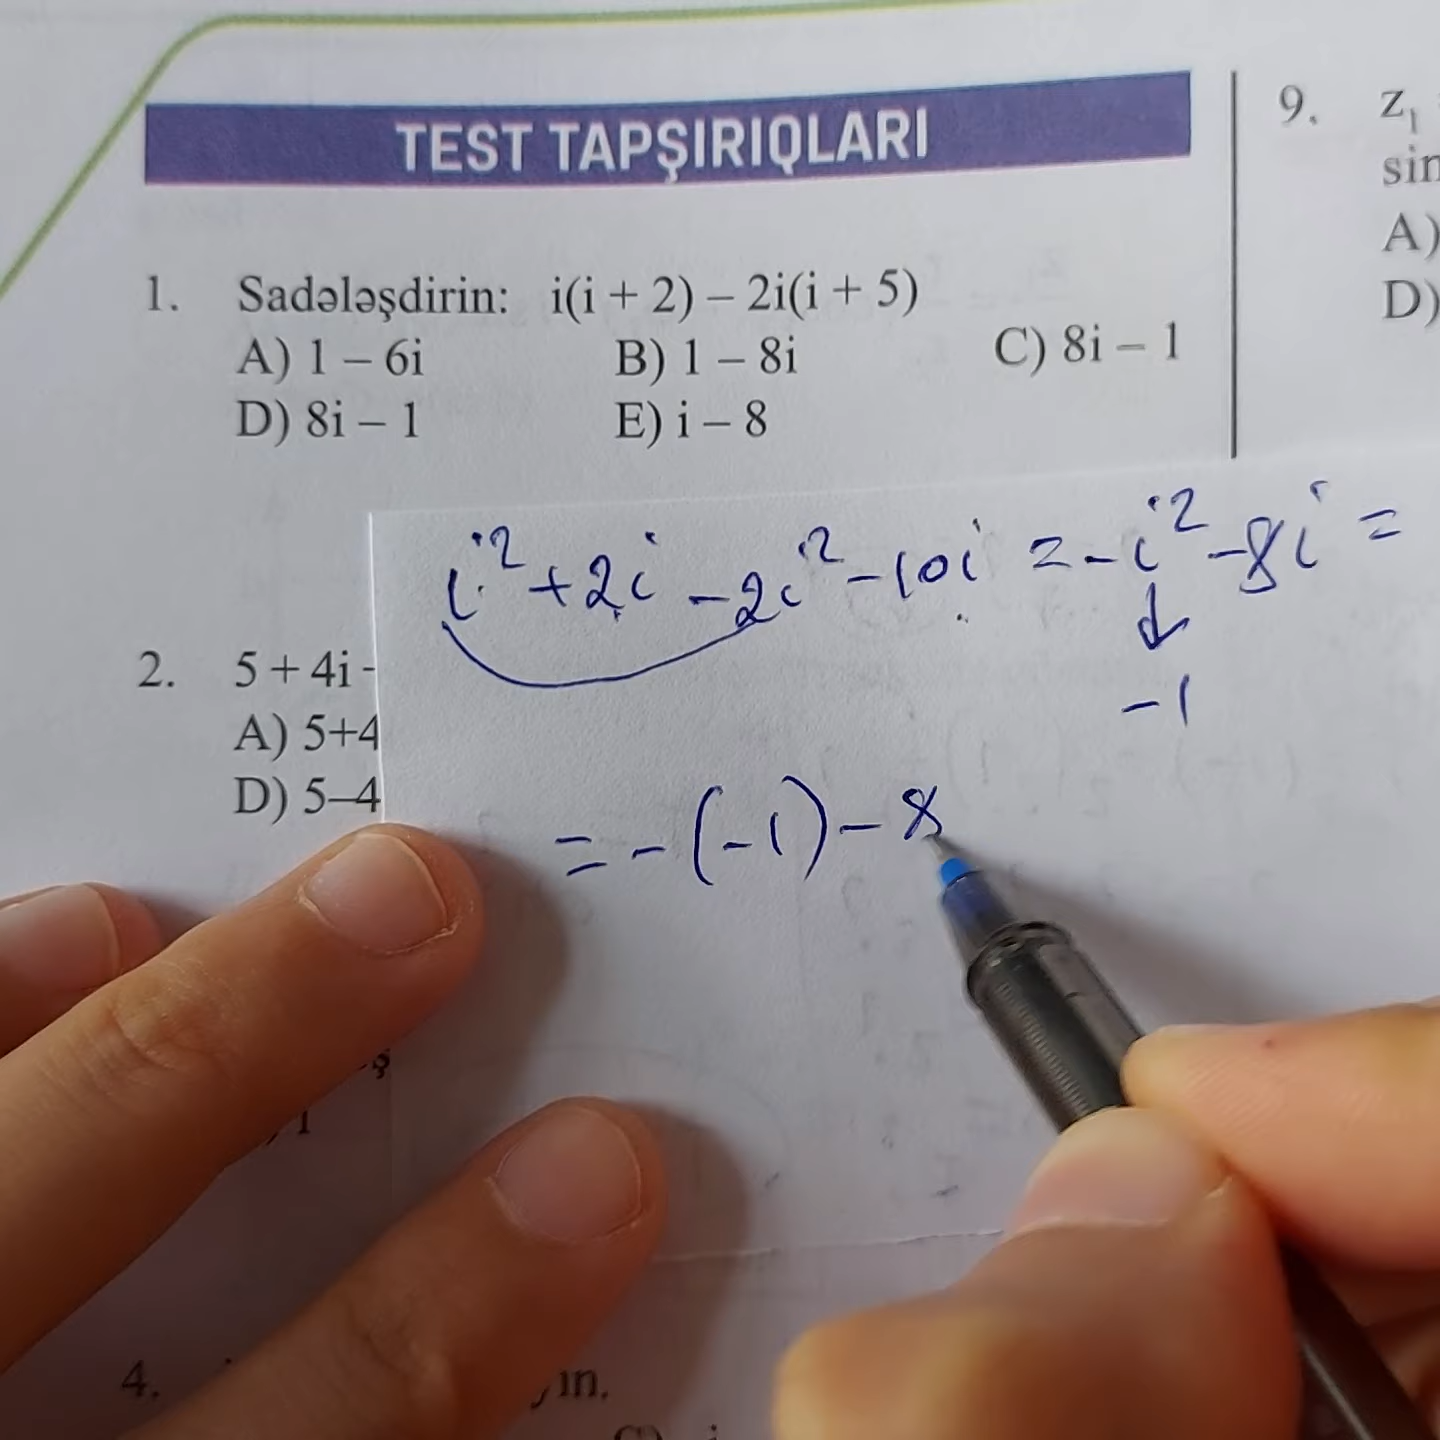 TEST TAPŞIRIQLARI
1. Sadələşdirin: i(i + 2) – 2i(i + 5)
A) 1 – 6i B) 1 – 8i C) 8i – 1
D) 8i – 1 E) i – 8
i² + 2i – 2i² – 10i = – i² – 8i =
– 1
= – (–1) – 8
2. 5 + 4i -
A) 5+4
D) 5–4
4.
ın.
9. z₁
sin
A)
D)